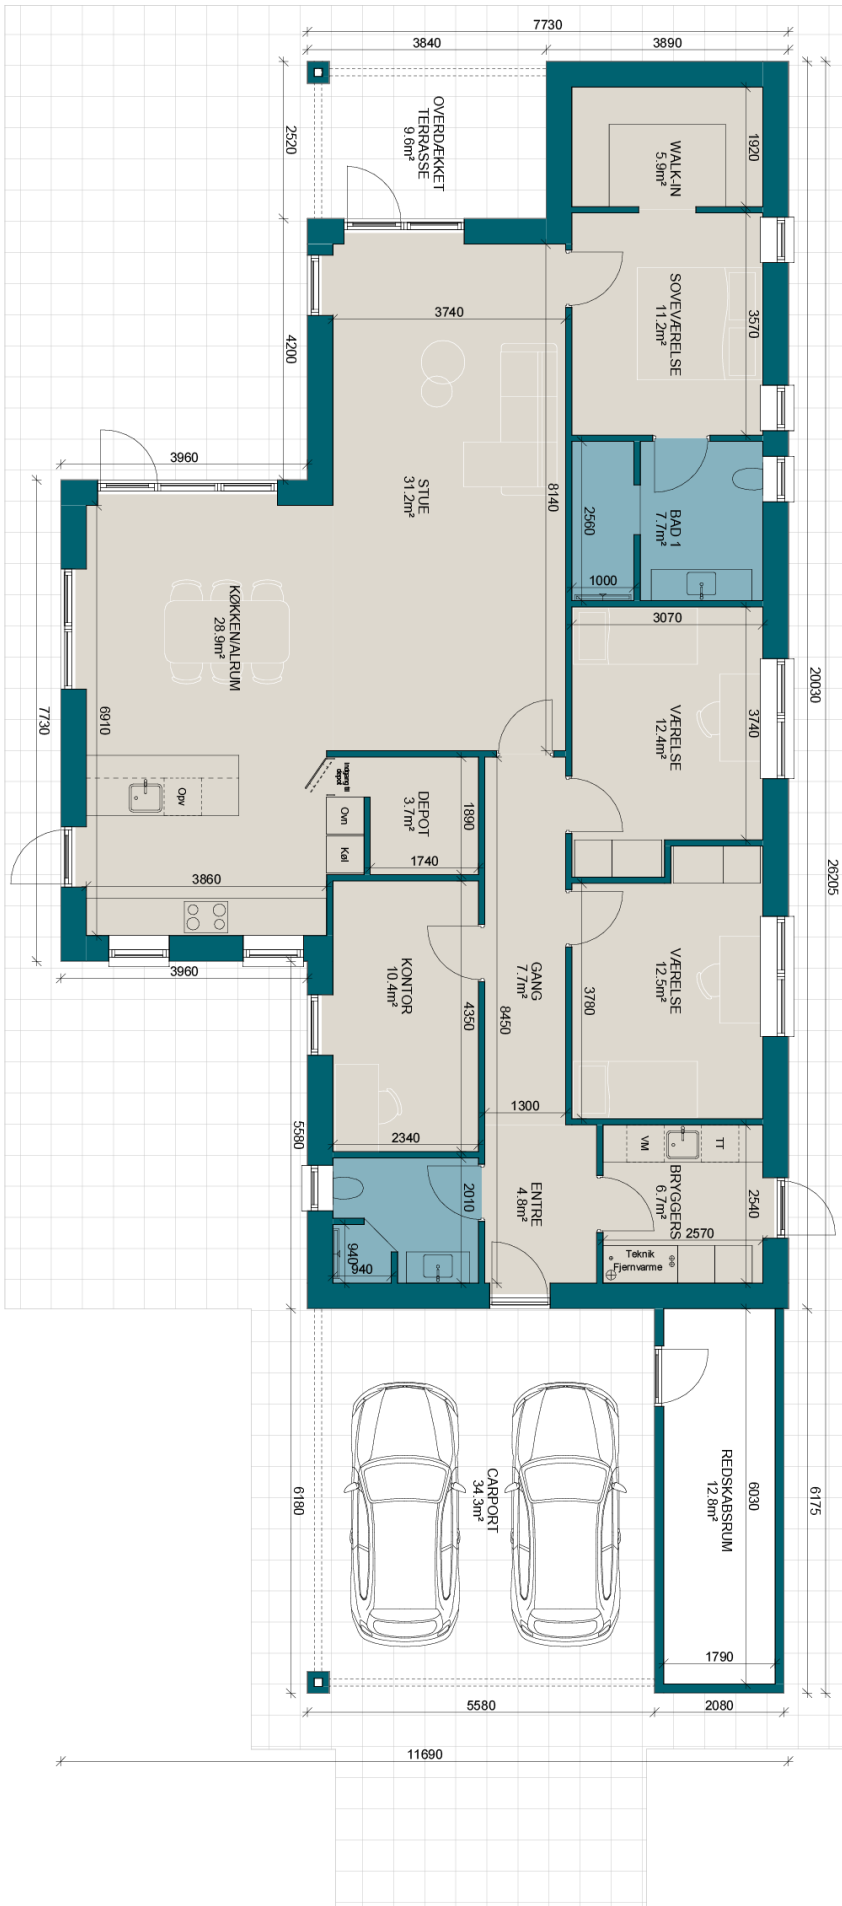 7730
3840
3890
2520
OVERDÆKKET
TERRASSE
9.6m²
WALK-IN
5.9m²
1920
4200
3740
SOVEVÆRELSE
11.2m²
3570
3960
STUE
31.2m²
8140
2560
BAD 1
7.7m²
1000
KØKKEN/ALRUM
28.9m²
3070
20030
7730
6910
VÆRELSE
12.4m²
3740
Indgang til
depot
Opv
Ovn
Køl
DEPOT
3.7m²
1890
1740
3860
26205
3960
KONTOR
10.4m²
4350
GANG
7.7m²
8450
3780
VÆRELSE
12.5m²
5580
1300
2340
VM
TT
2010
ENTRE
4.8m²
BRYGGERS
6.7m²
2540
2570
940
940
Teknik
Fjernvarme
6180
CARPORT
34.3m²
REDSKABSRUM
12.8m²
6030
6175
1790
5580
2080
11690